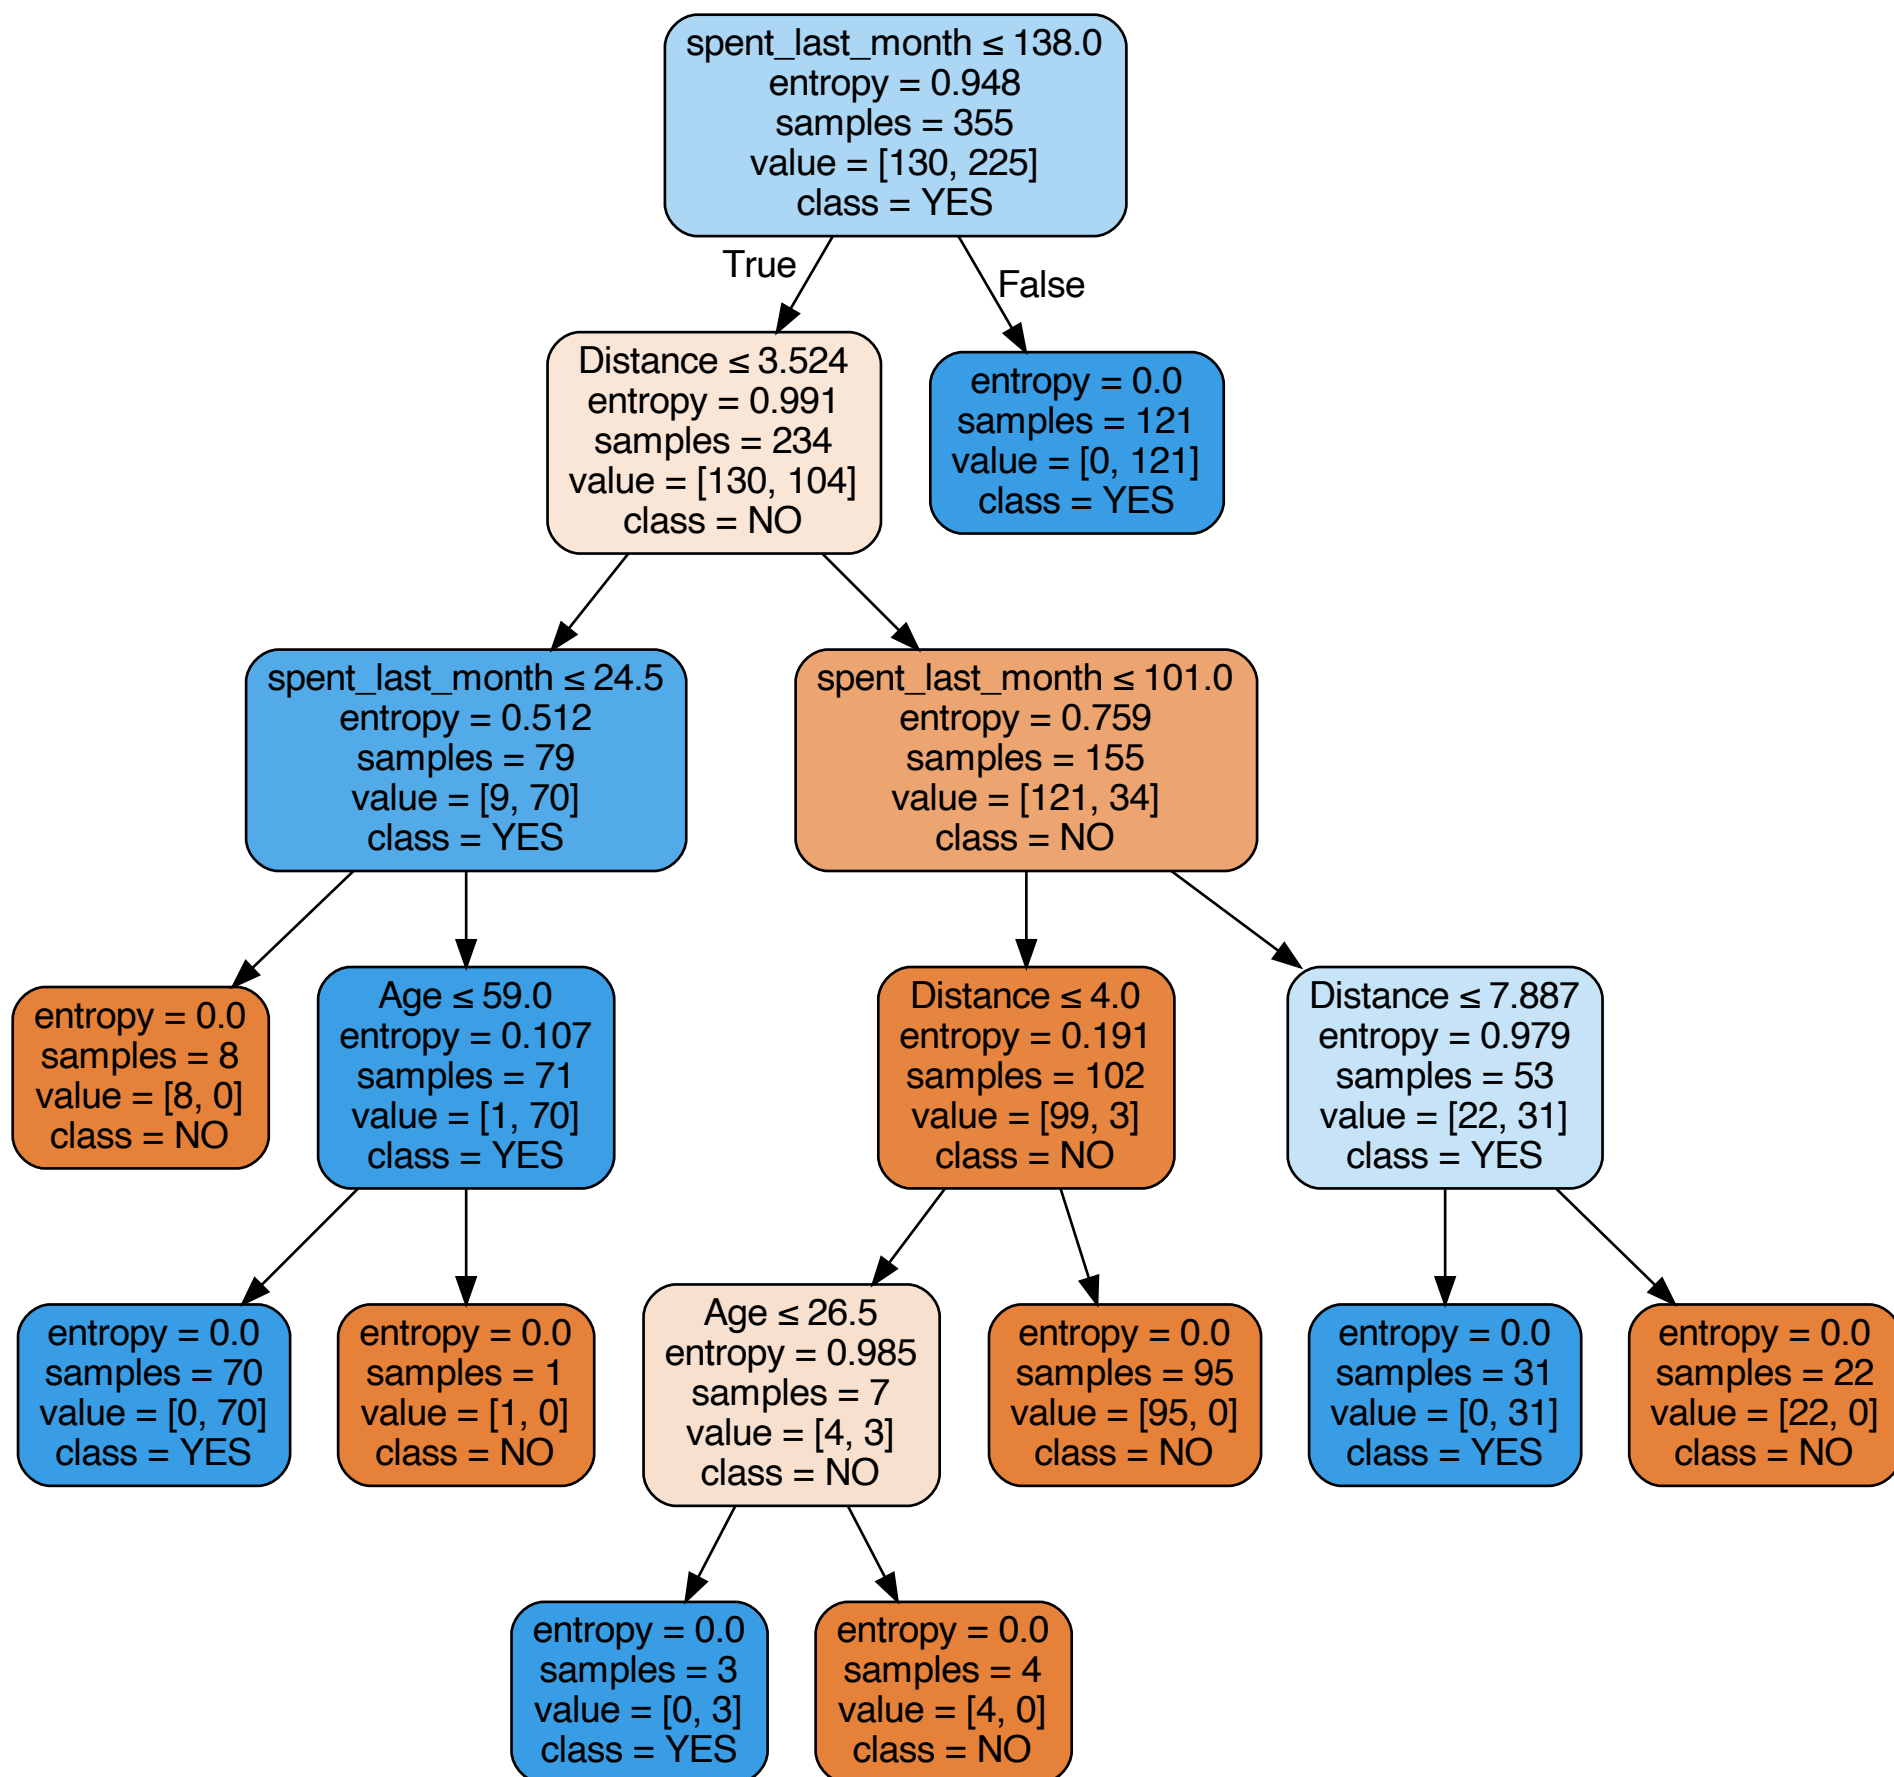 spent_last_month ≤ 138.0
entropy = 0.948
samples = 355
value = [130, 225]
class = YES
True
False
Distance ≤ 3.524
entropy = 0.991
samples = 234
value = [130, 104]
class = NO
entropy = 0.0
samples = 121
value = [0, 121]
class = YES
spent_last_month ≤ 24.5
entropy = 0.512
samples = 79
value = [9, 70]
class = YES
spent_last_month ≤ 101.0
entropy = 0.759
samples = 155
value = [121, 34]
class = NO
entropy = 0.0
samples = 8
value = [8, 0]
class = NO
Age ≤ 59.0
entropy = 0.107
samples = 71
value = [1, 70]
class = YES
Distance ≤ 4.0
entropy = 0.191
samples = 102
value = [99, 3]
class = NO
Distance ≤ 7.887
entropy = 0.979
samples = 53
value = [22, 31]
class = YES
entropy = 0.0
samples = 70
value = [0, 70]
class = YES
entropy = 0.0
samples = 1
value = [1, 0]
class = NO
Age ≤ 26.5
entropy = 0.985
samples = 7
value = [4, 3]
class = NO
entropy = 0.0
samples = 95
value = [95, 0]
class = NO
entropy = 0.0
samples = 31
value = [0, 31]
class = YES
entropy = 0.0
samples = 22
value = [22, 0]
class = NO
entropy = 0.0
samples = 3
value = [0, 3]
class = YES
entropy = 0.0
samples = 4
value = [4, 0]
class = NO